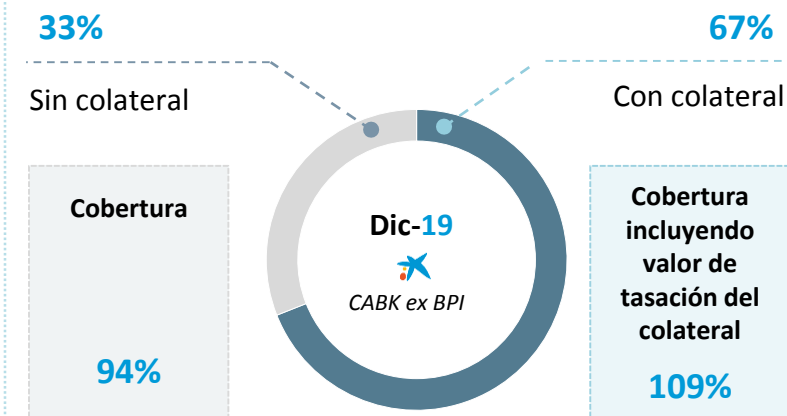 33%
67%
Sin colateral
Con colateral
Cobertura
94%
Dic-19
CABK ex BPI
Cobertura
incluyendo
valor de
tasación del
colateral
109%